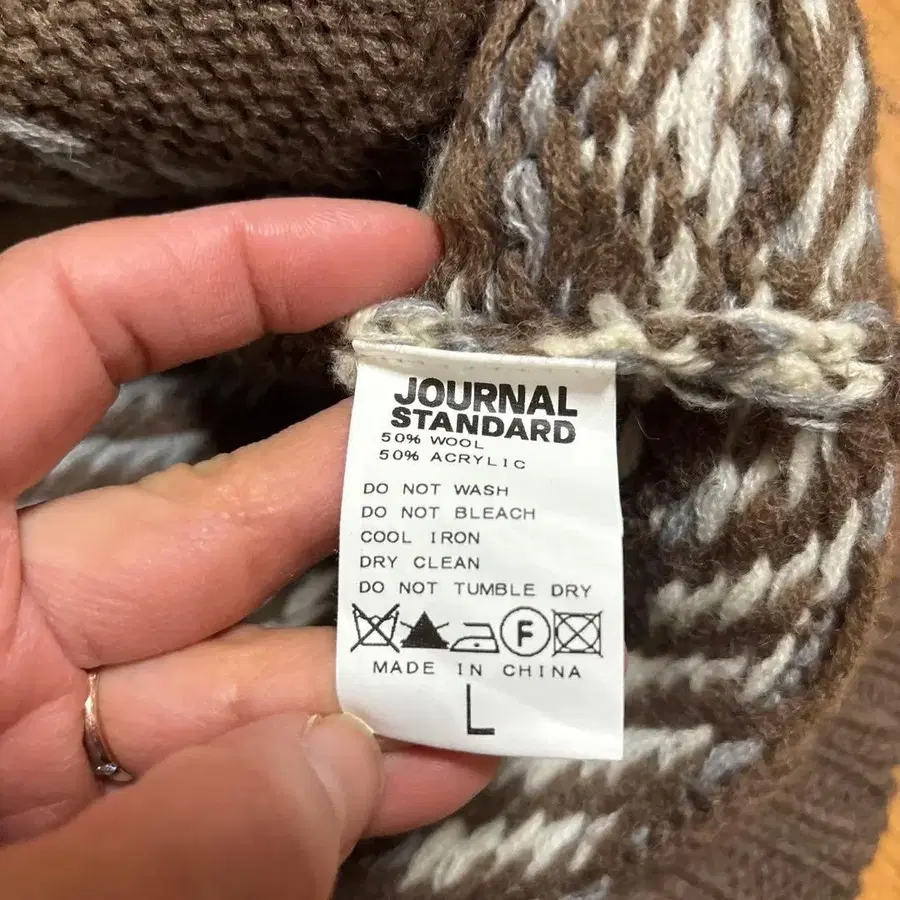 JOURNAL
STANDARD
50% WOOL
50% ACRYLIC
DO NOT WASH
DO NOT BLEACH
COOL IRON
DRY CLEAN
DO NOT TUMBLE DRY
F
MADE IN CHINA
L